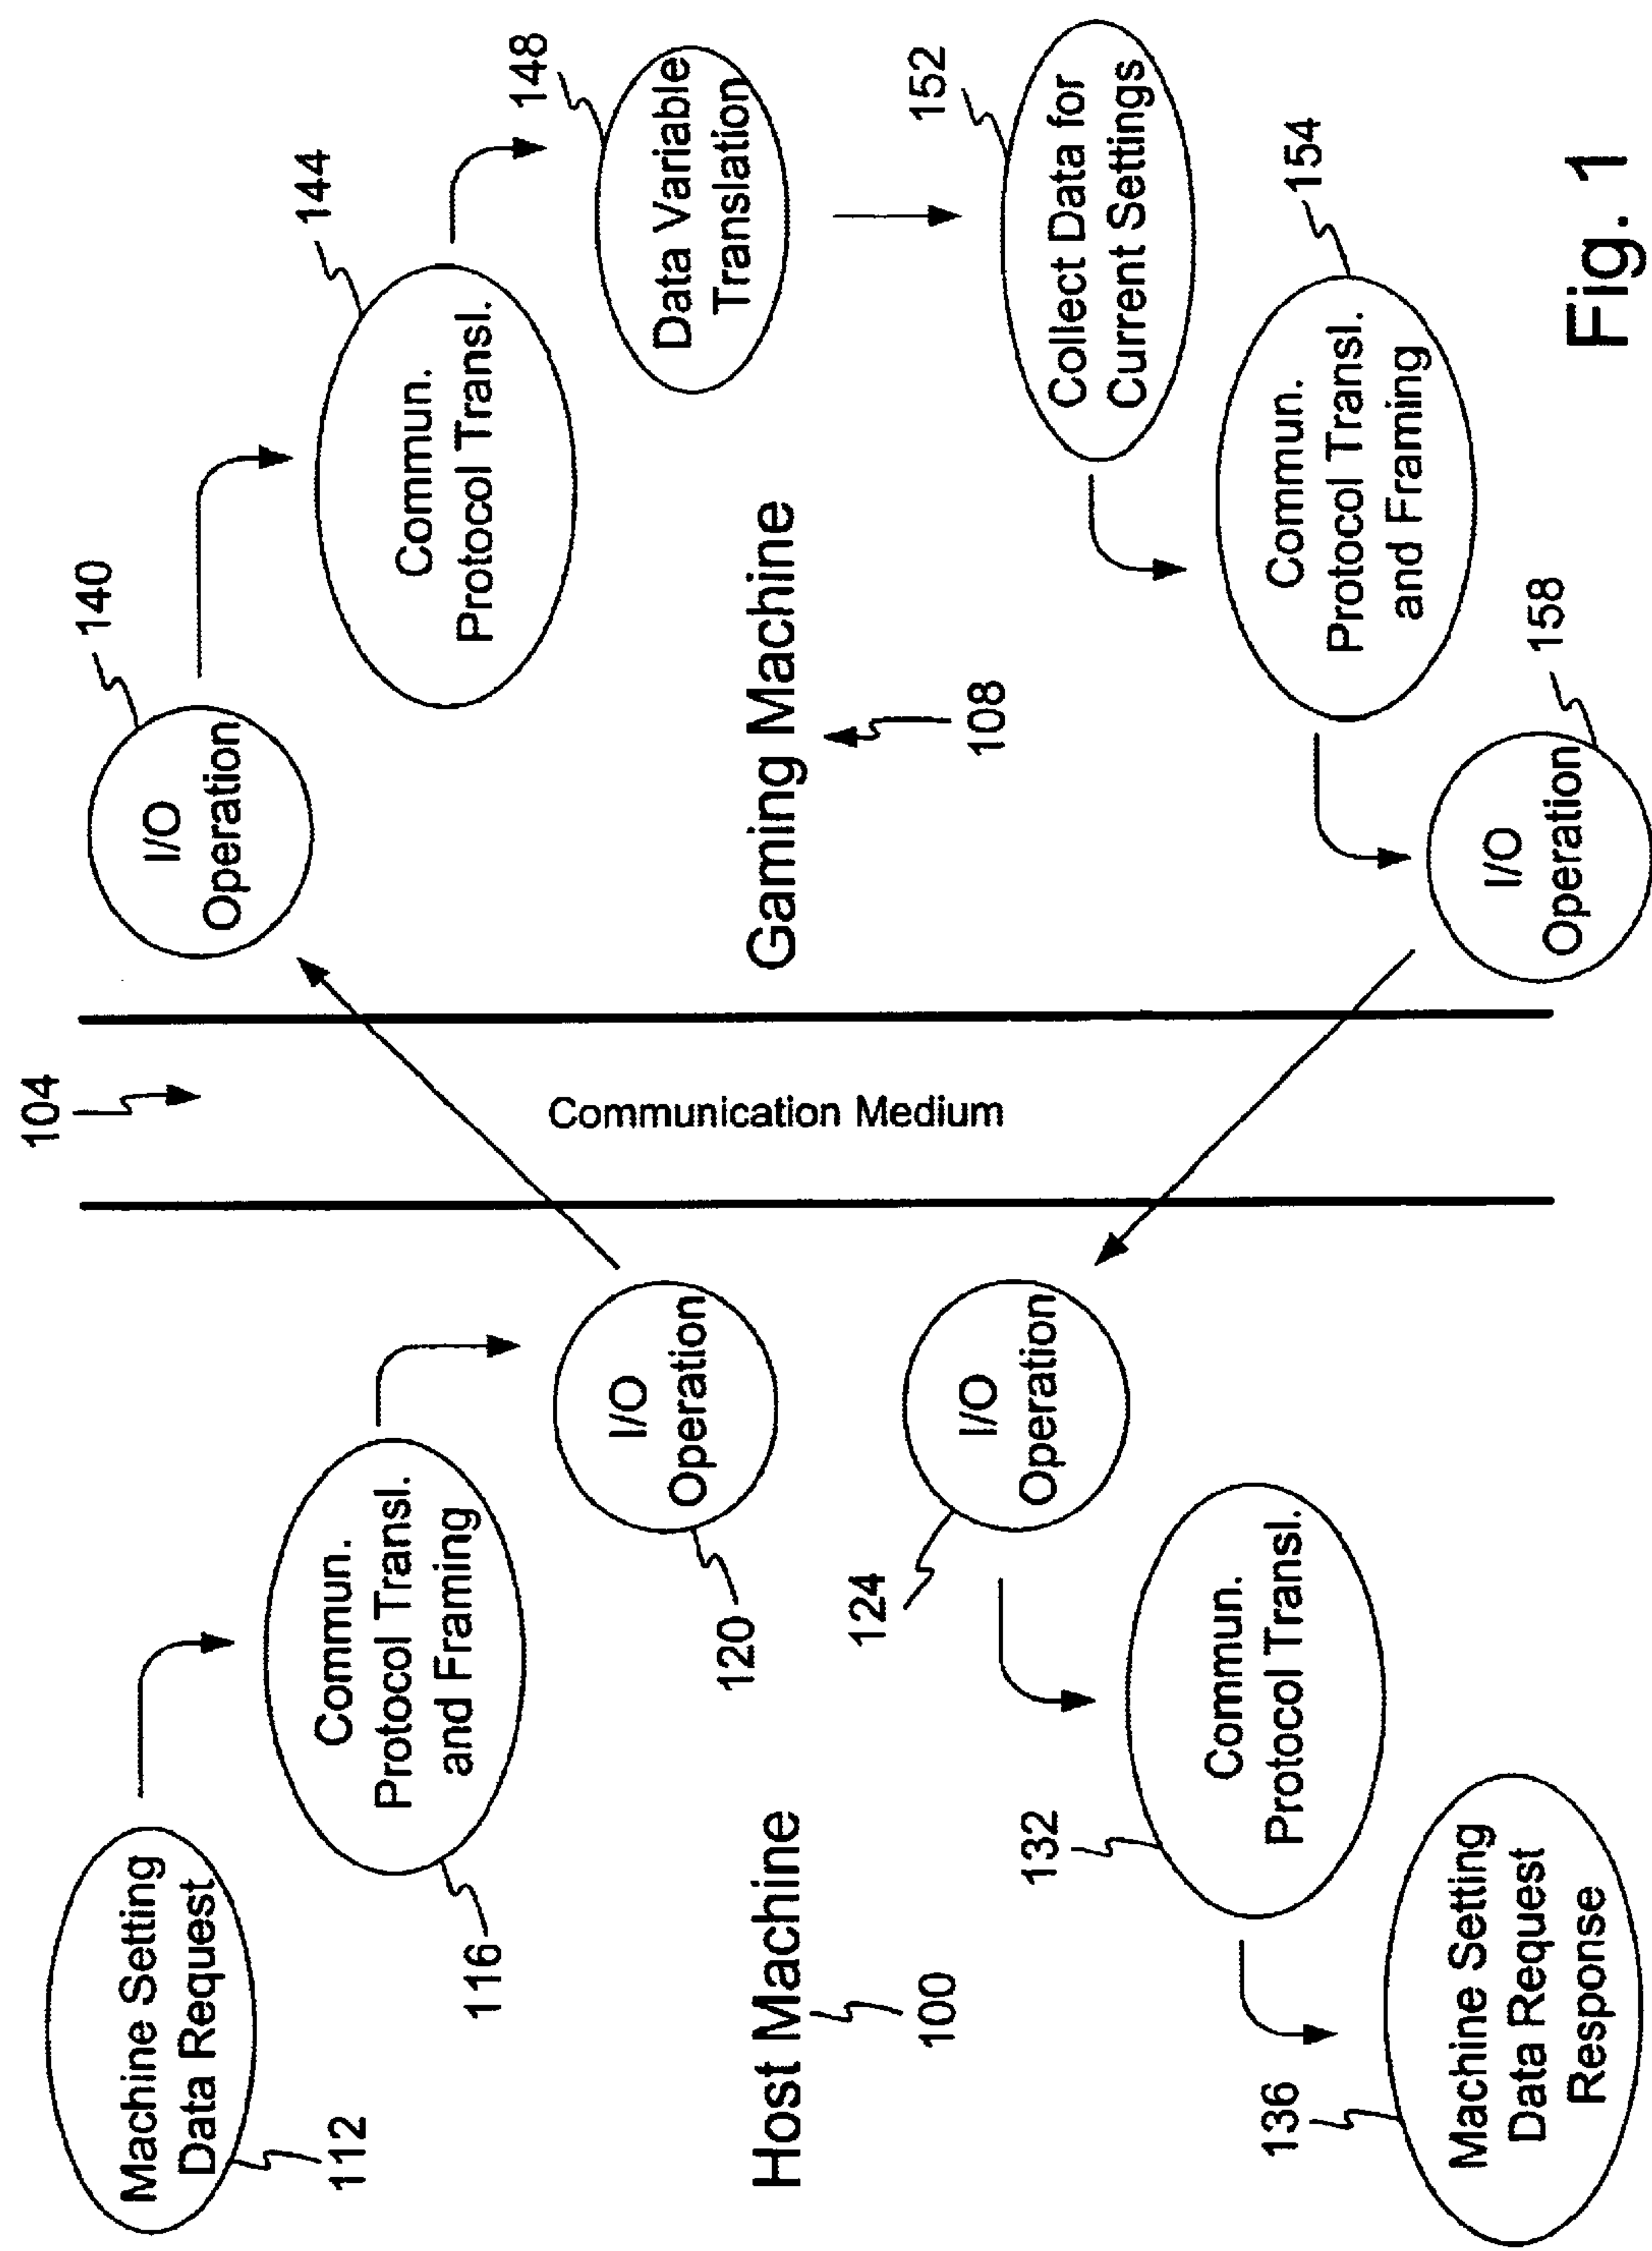 104
Machine Setting
Data Request
112
Commun.
Protocol Transl.
and Framing
116
I/O
Operation
120
Host Machine
100
I/O
Operation
124
Commun.
Protocol Transl.
132
Machine Setting
Data Request
Response
136
Communication Medium
I/O
Operation
140
Commun.
Protocol Transl.
144
Data Variable
Translation
148
Gaming Machine
108
Collect Data for
Current Settings
152
Commun.
Protocol Transl.
and Framing
154
I/O
Operation
158
Fig. 1